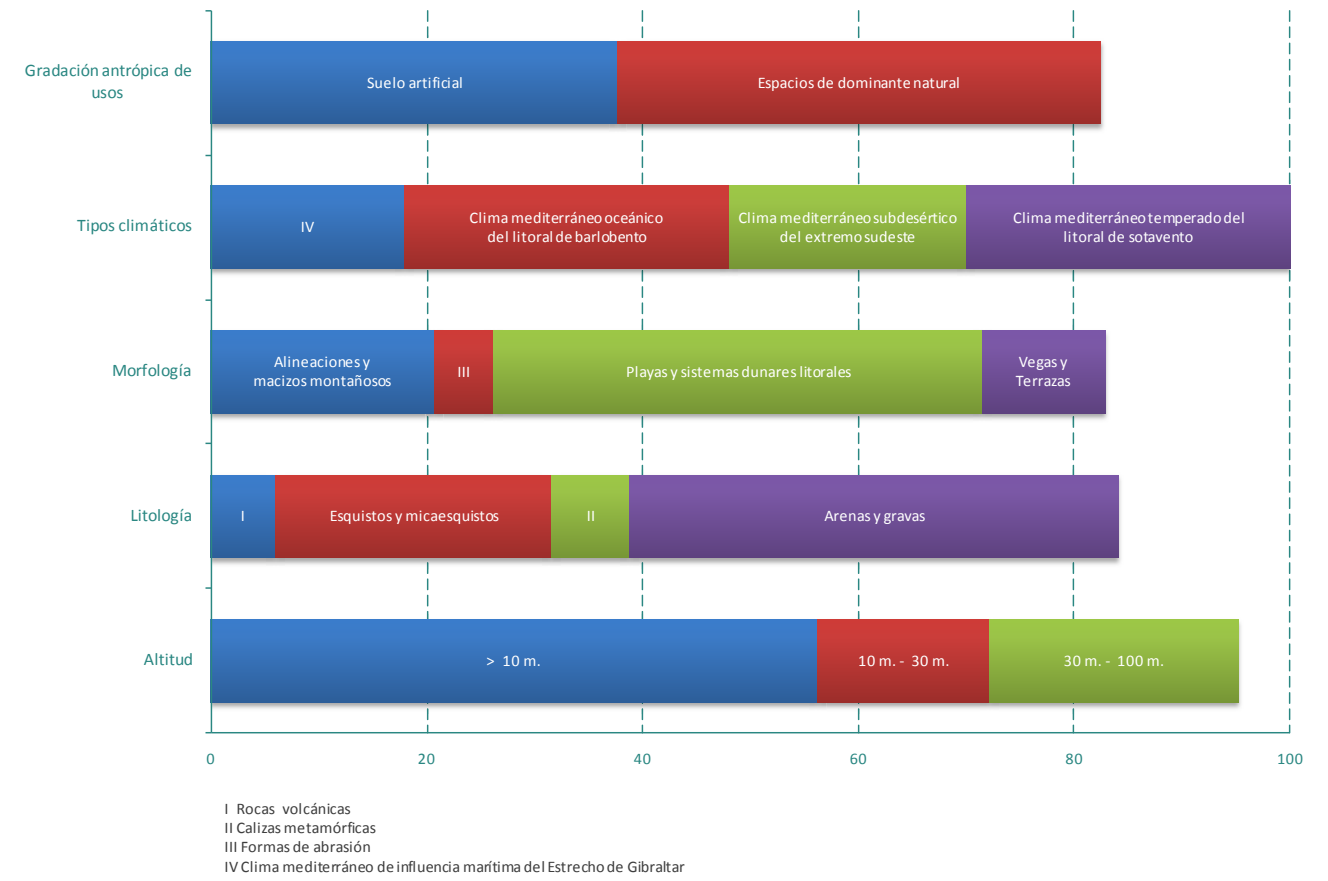 Gradación antrópica de
usos
Suelo artificial
Espacios de dominante natural
Tipos climáticos
IV
Clima mediterráneo oceánico
del litoral de barlobento
Clima mediterráneo subdesértico
del extremo sudeste
Clima mediterráneo temperado del
litoral de sotavento
Morfología
Alineaciones y
macizos montañosos
III
Playas y sistemas dunares litorales
Vegas y
Terrazas
Litología
I
Esquistos y micaesquistos
II
Arenas y gravas
Altitud
> 10 m.
10 m. - 30 m.
30 m. - 100 m.
0
20
40
60
80
100
I Rocas volcánicas
II Calizas metamórficas
III Formas de abrasión
IV Clima mediterráneo de influencia marítima del Estrecho de Gibraltar